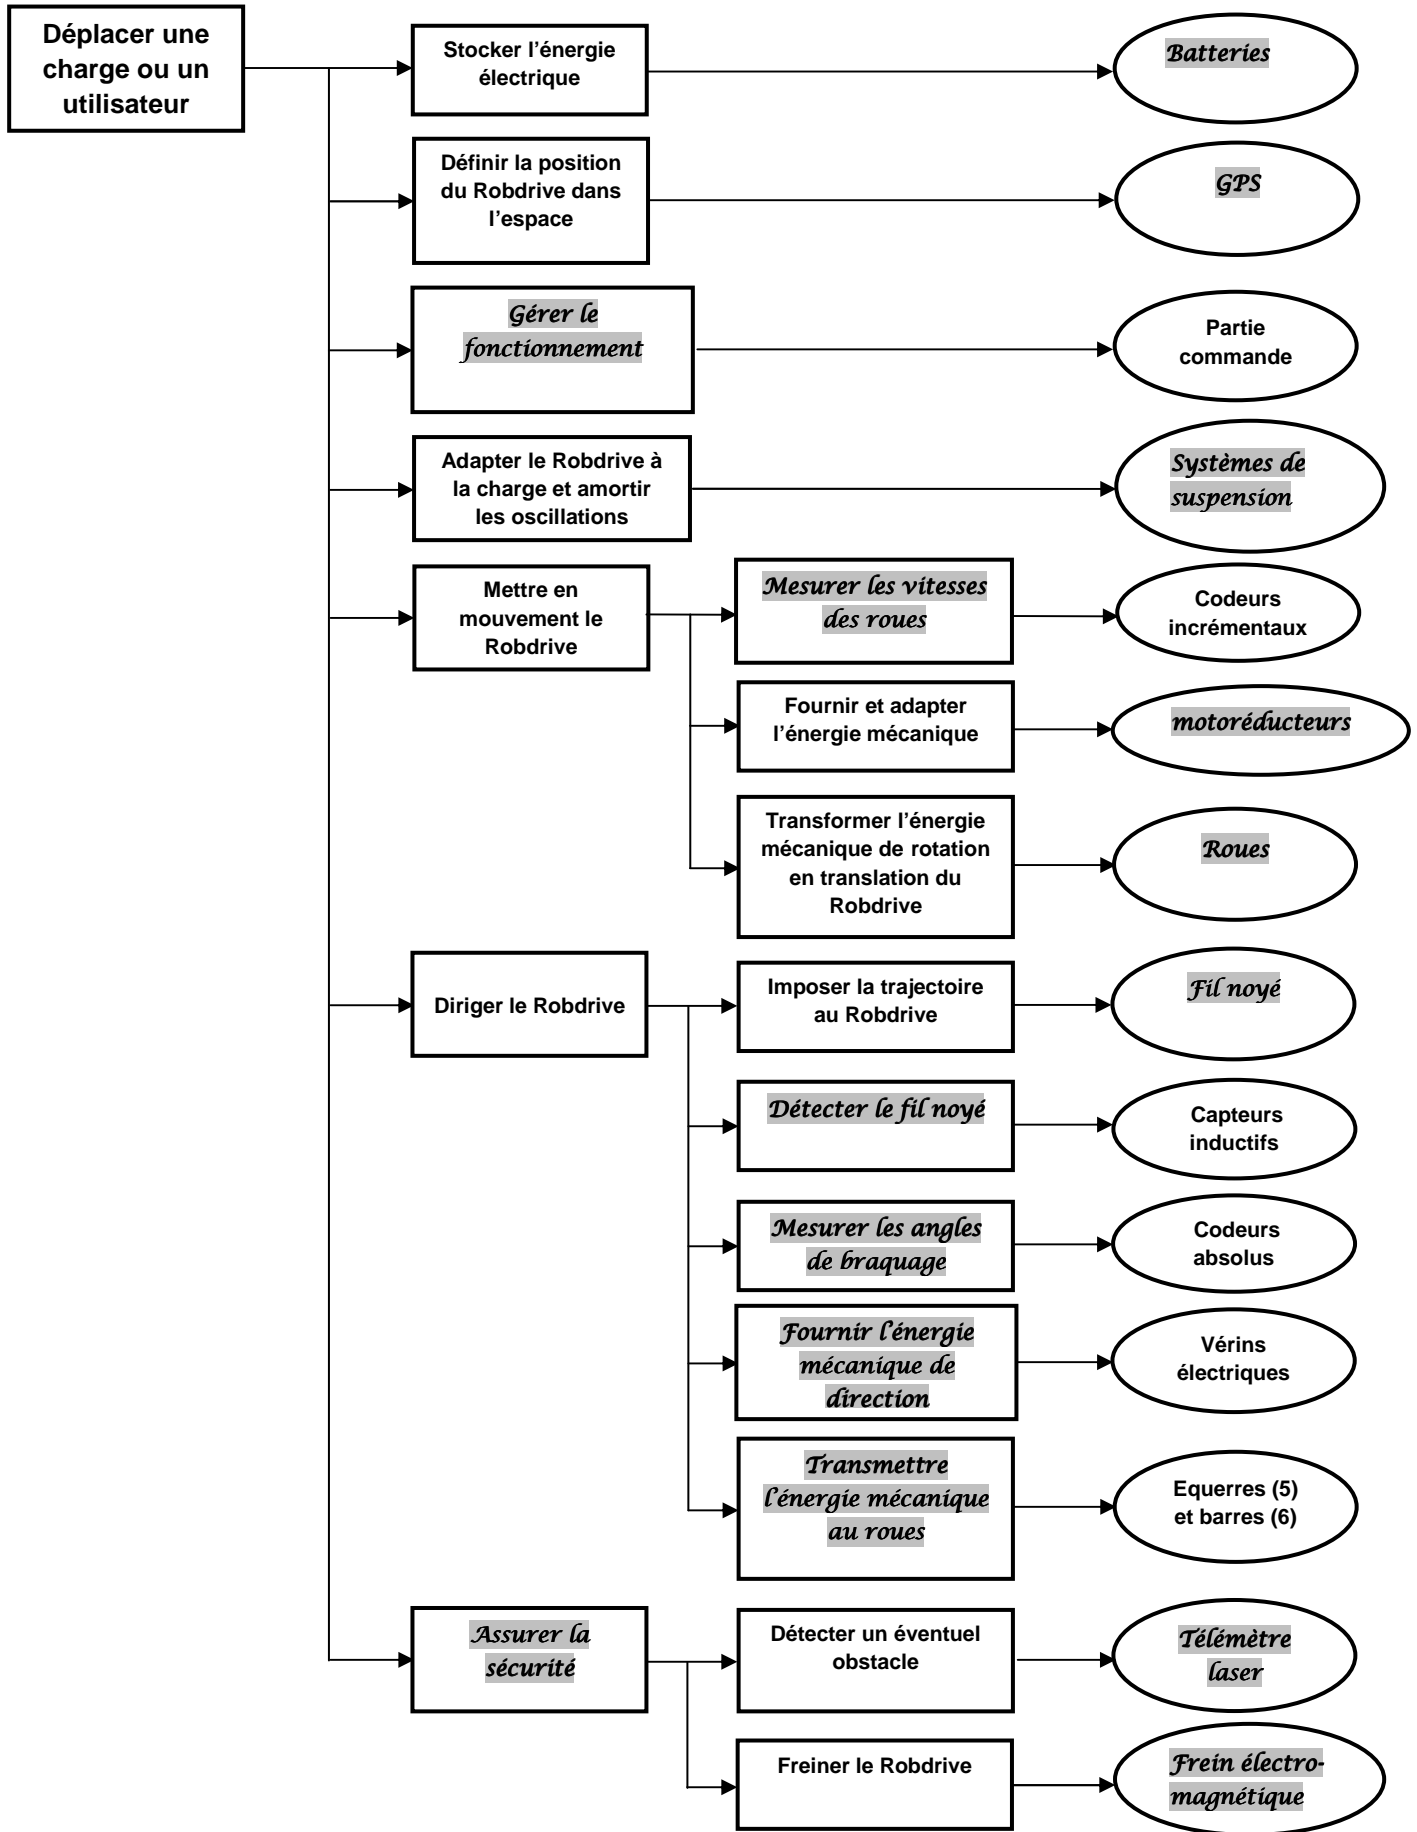 Déplacer une
charge ou un
utilisateur
Stocker l’énergie
électrique
Batteries
Définir la position
du Robdrive dans
l’espace
GPS
Gérer le
fonctionnement
Partie
commande
Adapter le Robdrive à
la charge et amortir
les oscillations
Systèmes de
suspension
Mettre en
mouvement le
Robdrive
Mesurer les vitesses
des roues
Codeurs
incrémentaux
Fournir et adapter
l’énergie mécanique
motoréducteurs
Transformer l’énergie
mécanique de rotation
en translation du
Robdrive
Roues
Diriger le Robdrive
Imposer la trajectoire
au Robdrive
Fil noyé
Détecter le fil noyé
Capteurs
inductifs
Mesurer les angles
de braquage
Codeurs
absolus
Fournir l’énergie
mécanique de
direction
Vérins
électriques
Transmettre
l’énergie mécanique
au roues
Equerres (5)
et barres (6)
Assurer la
sécurité
Détecter un éventuel
obstacle
Télémètre
laser
Freiner le Robdrive
Frein électro-
magnétique